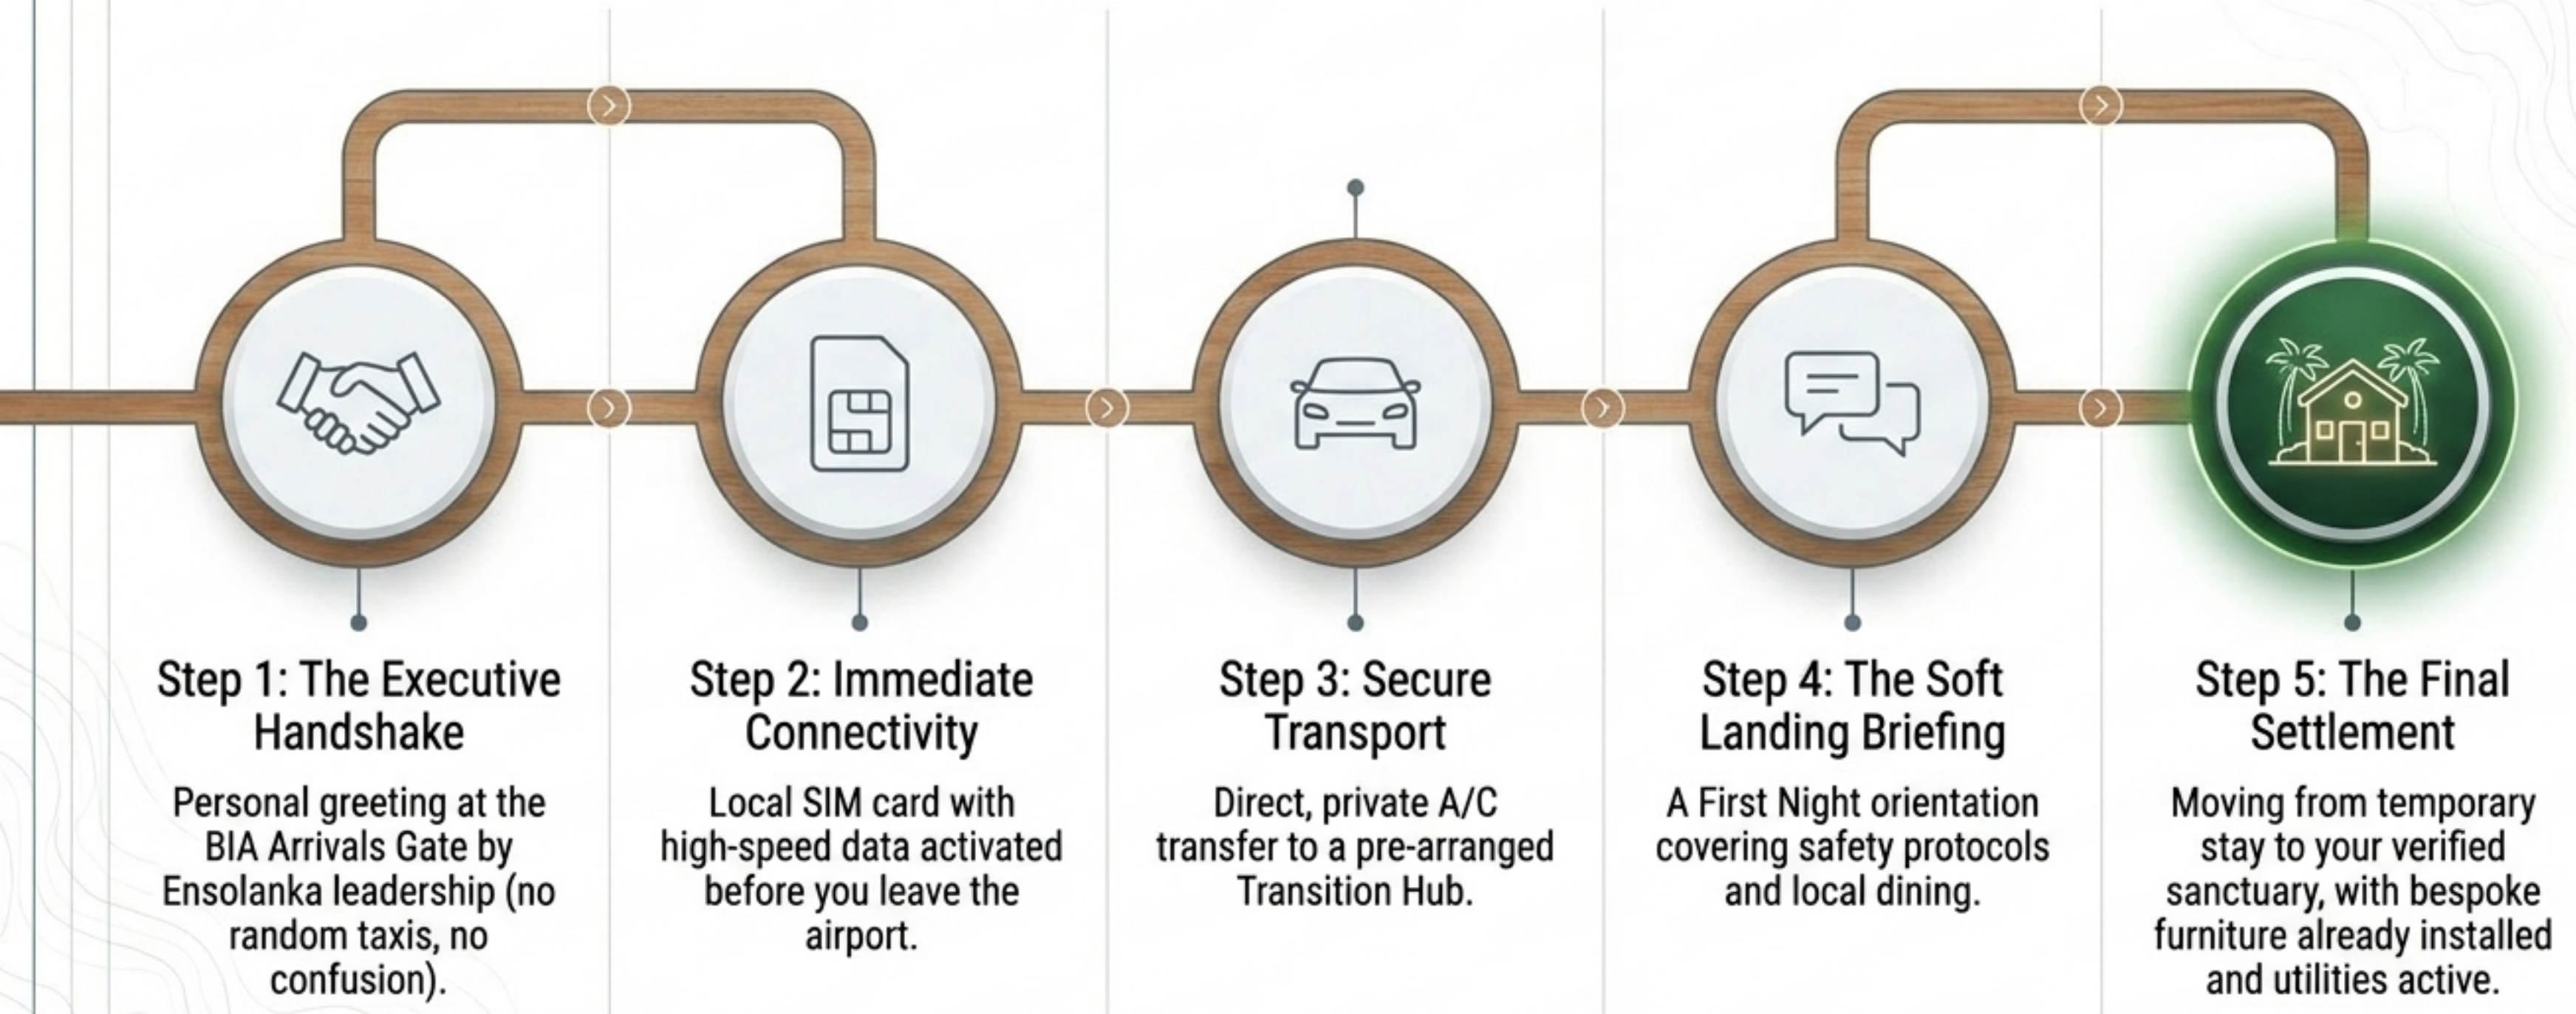 Step 1: The Executive
Handshake
Personal greeting at the
BIA Arrivals Gate by
Ensolanka leadership (no
random taxis, no
confusion).
Step 2: Immediate
Connectivity
Local SIM card with
high-speed data activated
before you leave the
airport.
Step 3: Secure
Transport
Direct, private A/C
transfer to a pre-arranged
Transition Hub.
Step 4: The Soft
Landing Briefing
A First Night orientation
covering safety protocols
and local dining.
Step 5: The Final
Settlement
Moving from temporary
stay to your verified
sanctuary, with bespoke
furniture already installed
and utilities active.